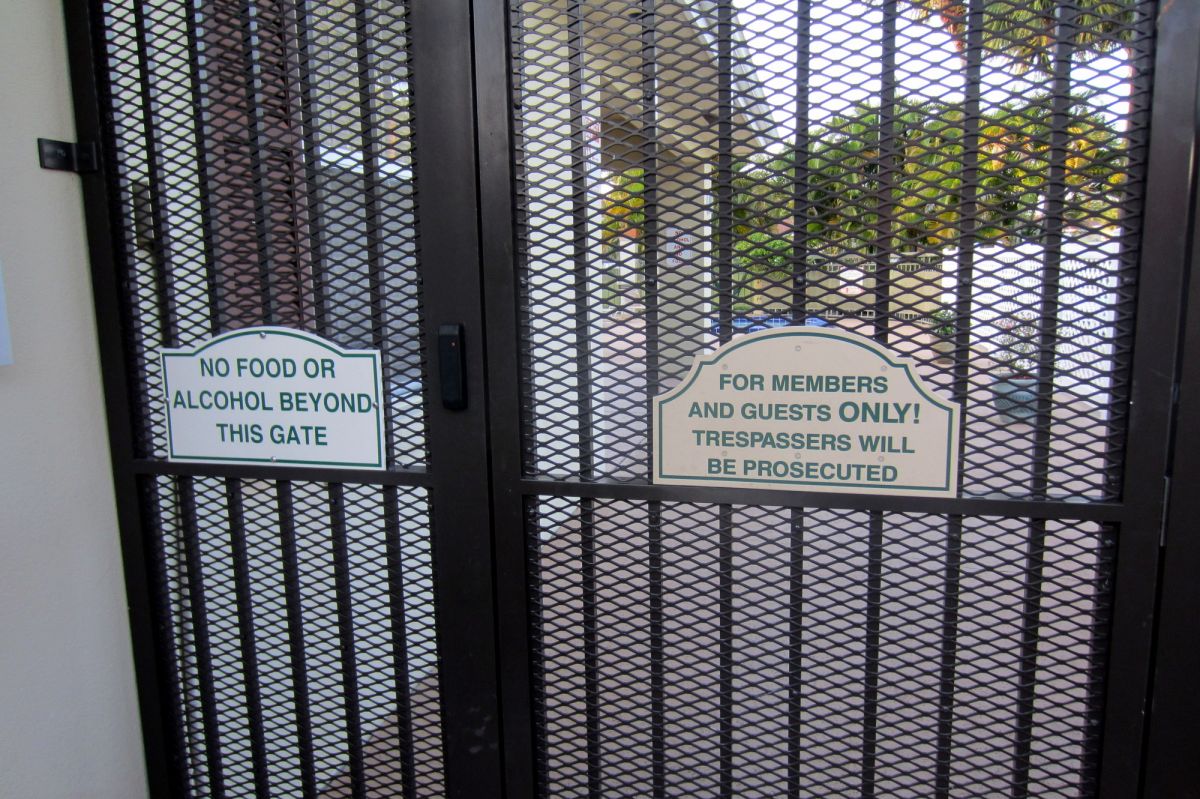 NO FOOD OR
ALCOHOL BEYOND
THIS GATE
FOR MEMBERS
AND GUESTS ONLY!
TRESPASSERS WILL
BE PROSECUTED